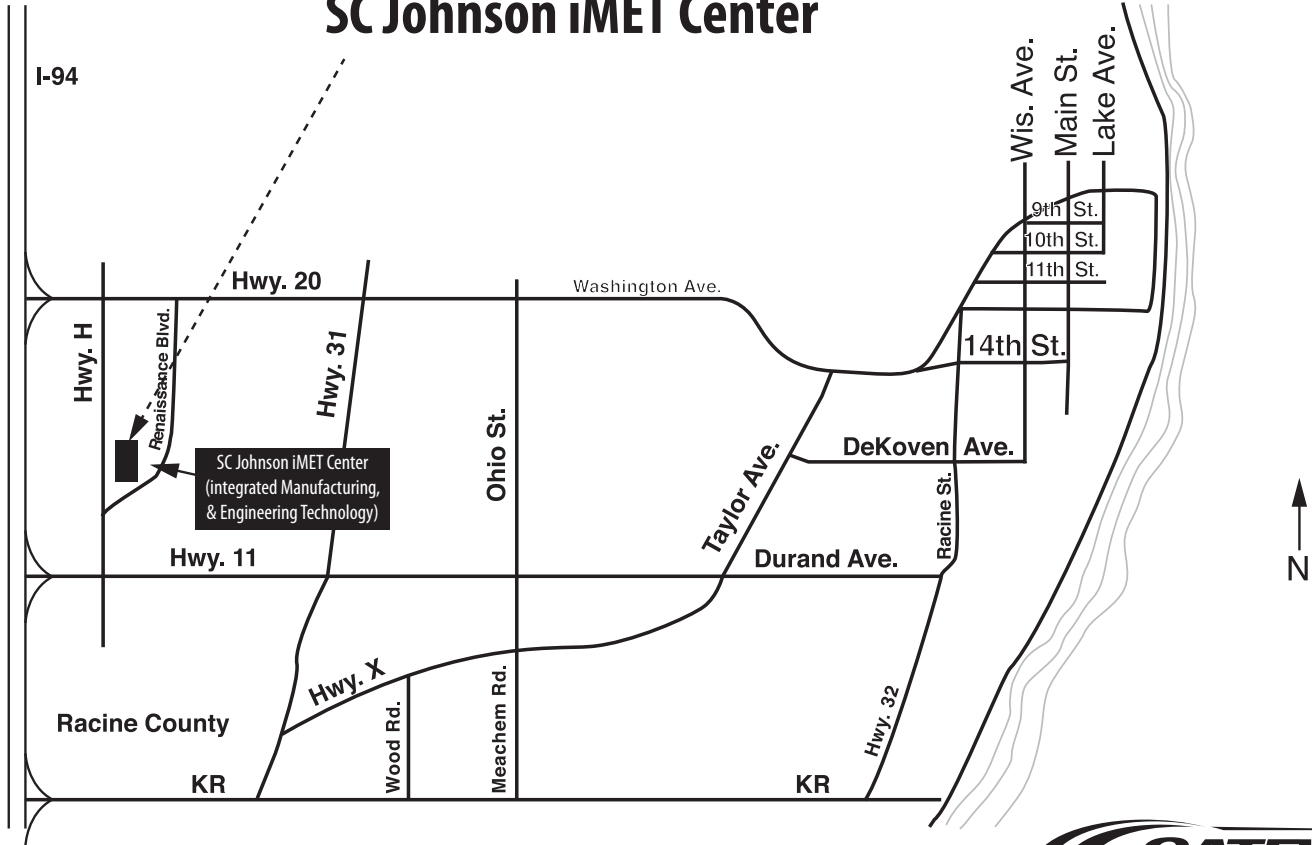 SC Johnson iMET Center
I-94
Wis. Ave.
Main St.
Lake Ave.
9th St.
10th St.
11th St.
Hwy. 20
Washington Ave.
Hwy. H
Renaissance Blvd.
Hwy. 31
14th St.
Ohio St.
DeKoven Ave.
SC Johnson iMET Center
(integrated Manufacturing,
& Engineering Technology)
Taylor Ave.
Racine St.
Hwy. 11
Durand Ave.
N
Hwy. X
Racine County
Wood Rd.
Meachem Rd.
Hwy. 32
KR
KR